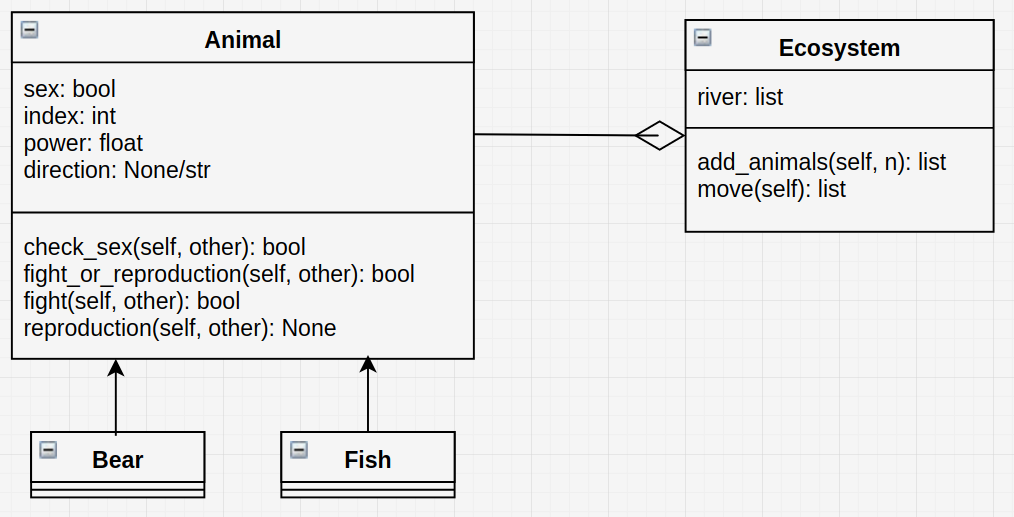 Animal
sex: bool
index: int
power: float
direction: None/str
check_sex(self, other): bool
fight_or_reproduction(self, other): bool
fight(self, other): bool
reproduction(self, other): None
Ecosystem
river: list
add_animals(self, n): list
move(self): list
Bear
Fish